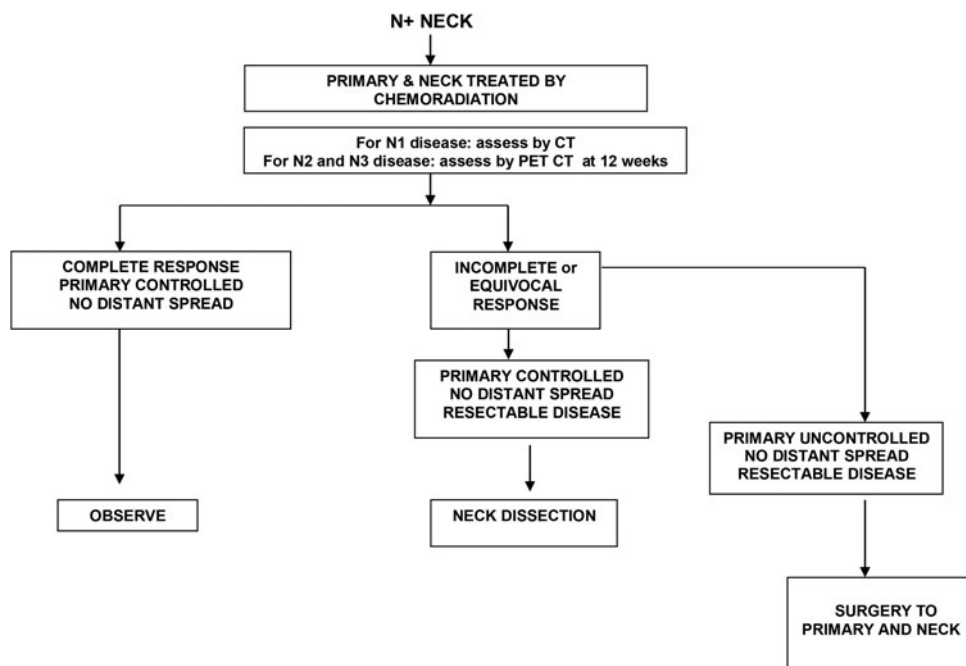 N+ NECK
PRIMARY & NECK TREATED BY
CHEMORADIATION
For N1 disease: assess by CT
For N2 and N3 disease: assess by PET CT at 12 weeks
COMPLETE RESPONSE
PRIMARY CONTROLLED
NO DISTANT SPREAD
INCOMPLETE or
EQUIVOCAL
RESPONSE
PRIMARY CONTROLLED
NO DISTANT SPREAD
RESECTABLE DISEASE
PRIMARY UNCONTROLLED
NO DISTANT SPREAD
RESECTABLE DISEASE
OBSERVE
NECK DISSECTION
SURGERY TO
PRIMARY AND NECK